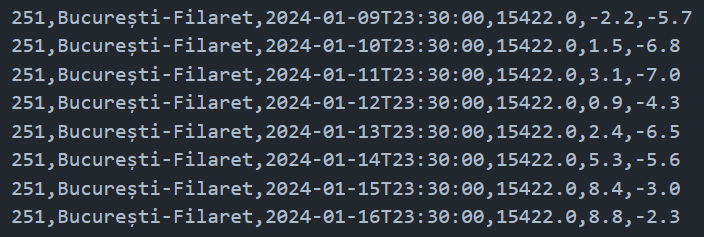 251,București-Filaret,2024-01-09T23:30:00,15422.0,-2.2,-5.7
251,București-Filaret,2024-01-10T23:30:00,15422.0,1.5,-6.8
251,București-Filaret,2024-01-11T23:30:00,15422.0,3.1,-7.0
251,București-Filaret,2024-01-12T23:30:00,15422.0,0.9,-4.3
251,București-Filaret,2024-01-13T23:30:00,15422.0,2.4,-6.5
251,București-Filaret,2024-01-14T23:30:00,15422.0,5.3,-5.6
251,București-Filaret,2024-01-15T23:30:00,15422.0,8.4,-3.0
251,București-Filaret,2024-01-16T23:30:00,15422.0,8.8,-2.3